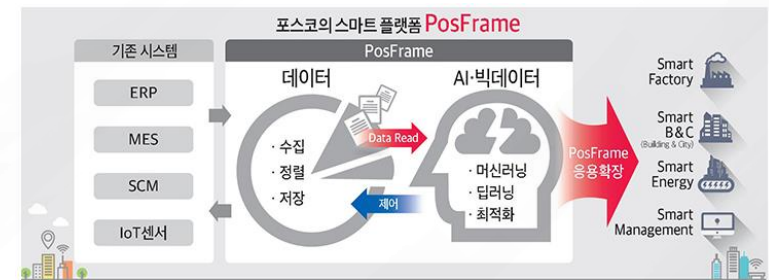 포스코의 스마트 플랫폼 PosFrame
기존 시스템
ERP
MES
SCM
IoT센서
PosFrame
데이터
· 수집
· 정렬
· 저장
Data Read
제어
AI·빅데이터
· 머신러닝
· 딥러닝
· 최적화
PosFrame
응용확장
Smart
Factory
Smart
B&C
(Building & City)
Smart
Energy
Smart
Management